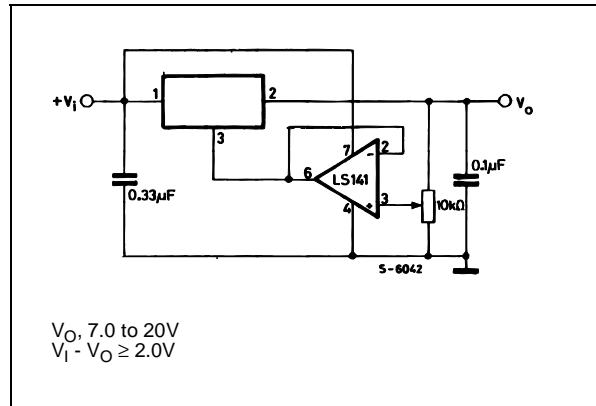 +Vi
1
2
3
7
2
6
LS141
3
4
0.33µF
10kΩ
0.1µF
Vo
S-6042
VO, 7.0 to 20V
VI - VO ≥ 2.0V